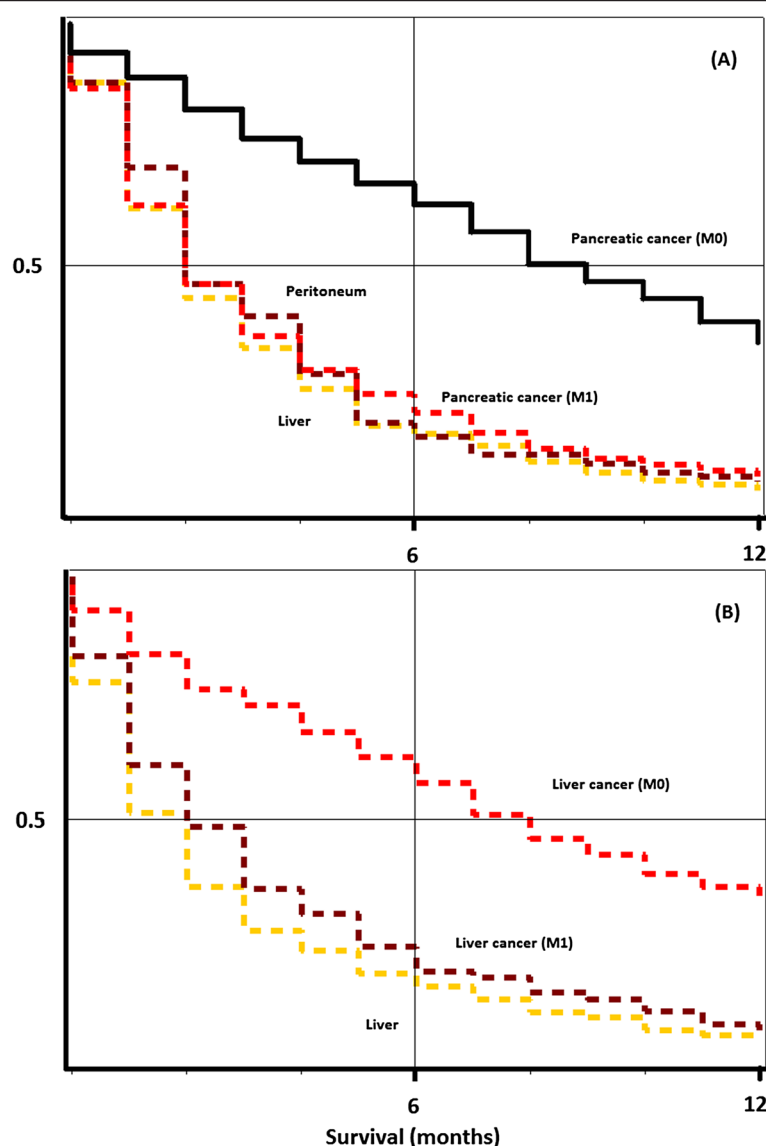 (A)
Pancreatic cancer (M0)
0.5
Peritoneum
Pancreatic cancer (M1)
Liver
6 12
(B)
Liver cancer (M0)
0.5
Liver cancer (M1)
Liver
6 12
Survival (months)